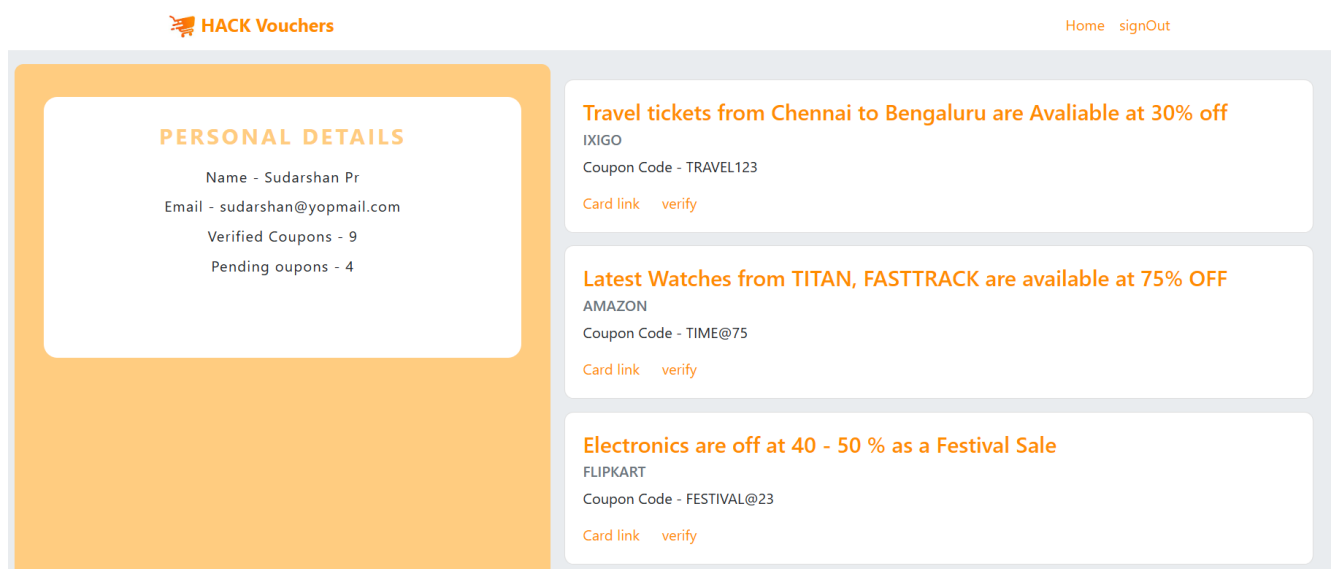 HACK Vouchers
Home signOut
PERSONAL DETAILS
Name - Sudarshan Pr
Email - sudarshan@yopmail.com
Verified Coupons - 9
Pending oupons - 4
Travel tickets from Chennai to Bengaluru are Avaliable at 30% off
IXIGO
Coupon Code - TRAVEL123
Card link verify
Latest Watches from TITAN, FASTTRACK are available at 75% OFF
AMAZON
Coupon Code - TIME@75
Card link verify
Electronics are off at 40 - 50 % as a Festival Sale
FLIPKART
Coupon Code - FESTIVAL@23
Card link verify